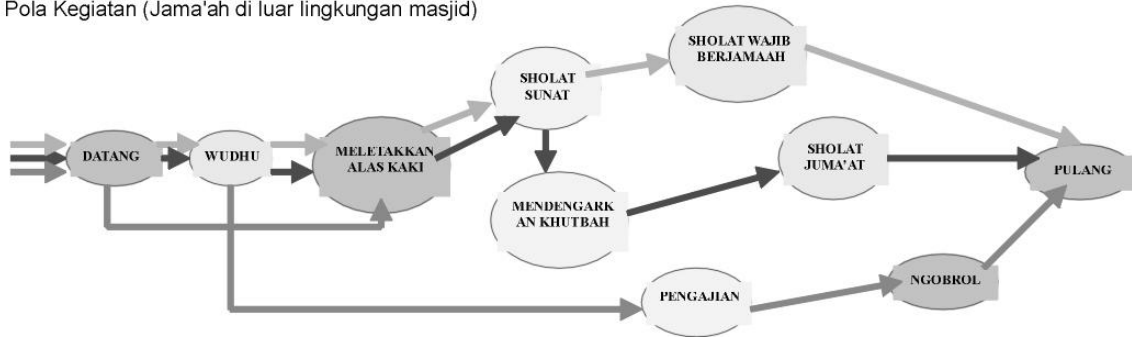 Pola Kegiatan (Jama'ah di luar lingkungan masjid)
DATANG
WUDHU
MELETAKKAN
ALAS KAKI
SHOLAT
SUNAT
SHOLAT WAJIB
BERJAMAAH
MENDENGARK
AN KHUTBAH
SHOLAT
JUMA'AT
PULANG
PENGAJIAN
NGOBROL